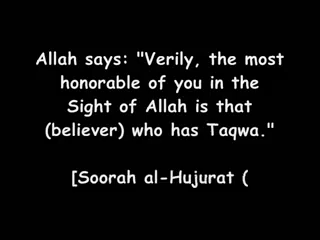 Allah says: "Verily, the most
honorable of you in the
Sight of Allah is that
(believer) who has Taqwa."
[Soorah al-Hujurat (